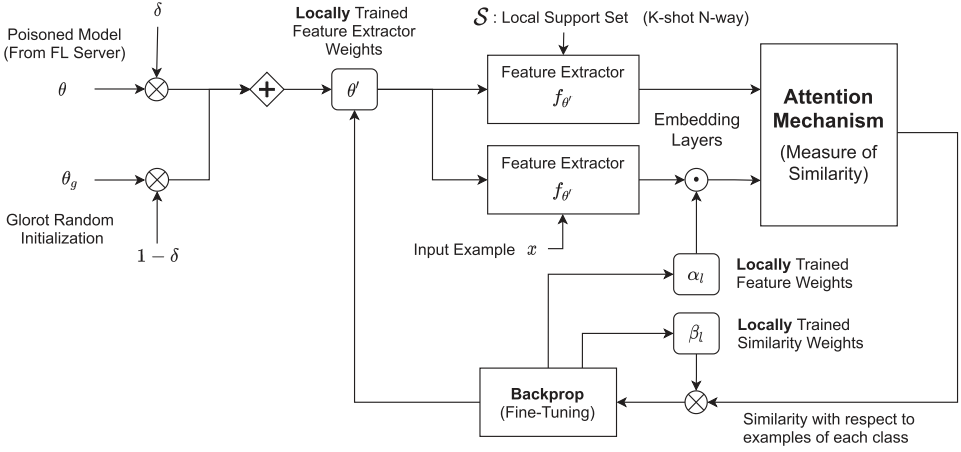 δ
Poisoned Model
(From FL Server)
θ
θg
Glorot Random
Initialization
1 − δ
+
Locally Trained
Feature Extractor
Weights
θ′
S : Local Support Set (K-shot N-way)
Feature Extractor
fθ′
Feature Extractor
fθ′
Input Example x
Embedding
Layers
Attention
Mechanism
(Measure of
Similarity)
αl
Locally Trained
Feature Weights
βl
Locally Trained
Similarity Weights
Backprop
(Fine-Tuning)
Similarity with respect to
examples of each class